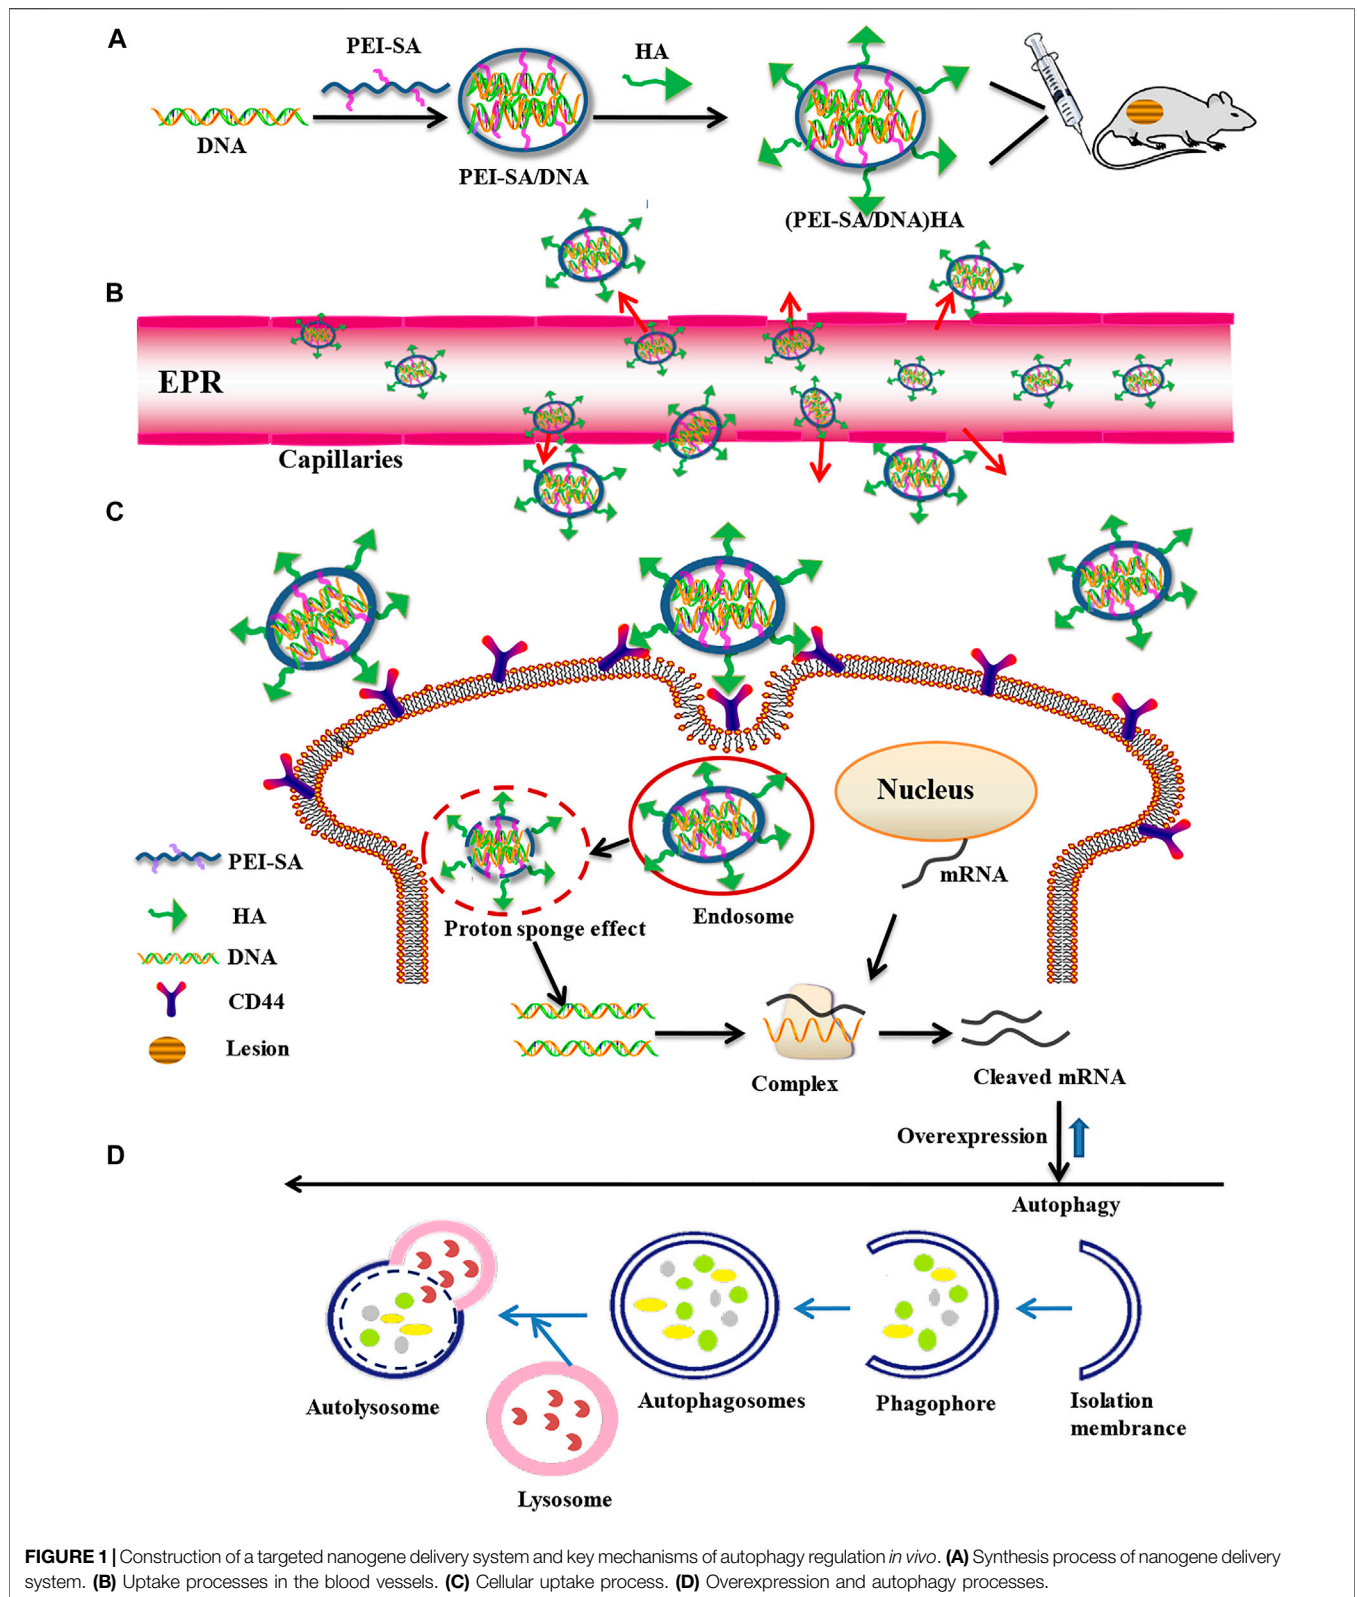 A
PEI-SA
HA
DNA
PEI-SA/DNA
(PEI-SA/DNA)HA
B
EPR
Capillaries
C
Nucleus
PEI-SA
mRNA
HA
Endosome
Proton sponge effect
DNA
CD44
Lesion
Complex
Cleaved mRNA
Overexpression
D
Autophagy
Autolysosome
Autophagosomes
Phagophore
Isolation
membrance
Lysosome
FIGURE 1 | Construction of a targeted nanogene delivery system and key mechanisms of autophagy regulation in vivo. (A) Synthesis process of nanogene delivery
system. (B) Uptake processes in the blood vessels. (C) Cellular uptake process. (D) Overexpression and autophagy processes.